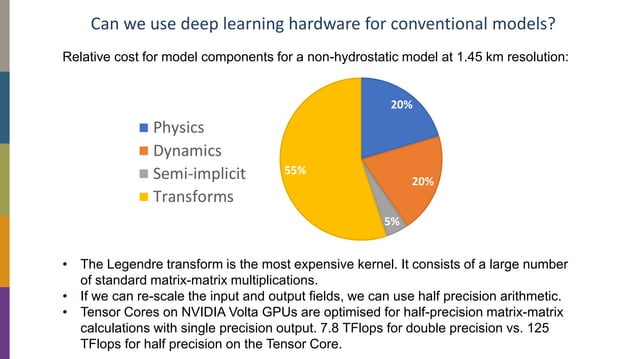 Can we use deep learning hardware for conventional models?
Relative cost for model components for a non-hydrostatic model at 1.45 km resolution:
Physics
Dynamics
Semi-implicit
Transforms
20%
20%
5%
55%
• The Legendre transform is the most expensive kernel. It consists of a large number
of standard matrix-matrix multiplications.
• If we can re-scale the input and output fields, we can use half precision arithmetic.
• Tensor Cores on NVIDIA Volta GPUs are optimised for half-precision matrix-matrix
calculations with single precision output. 7.8 TFlops for double precision vs. 125
TFlops for half precision on the Tensor Core.